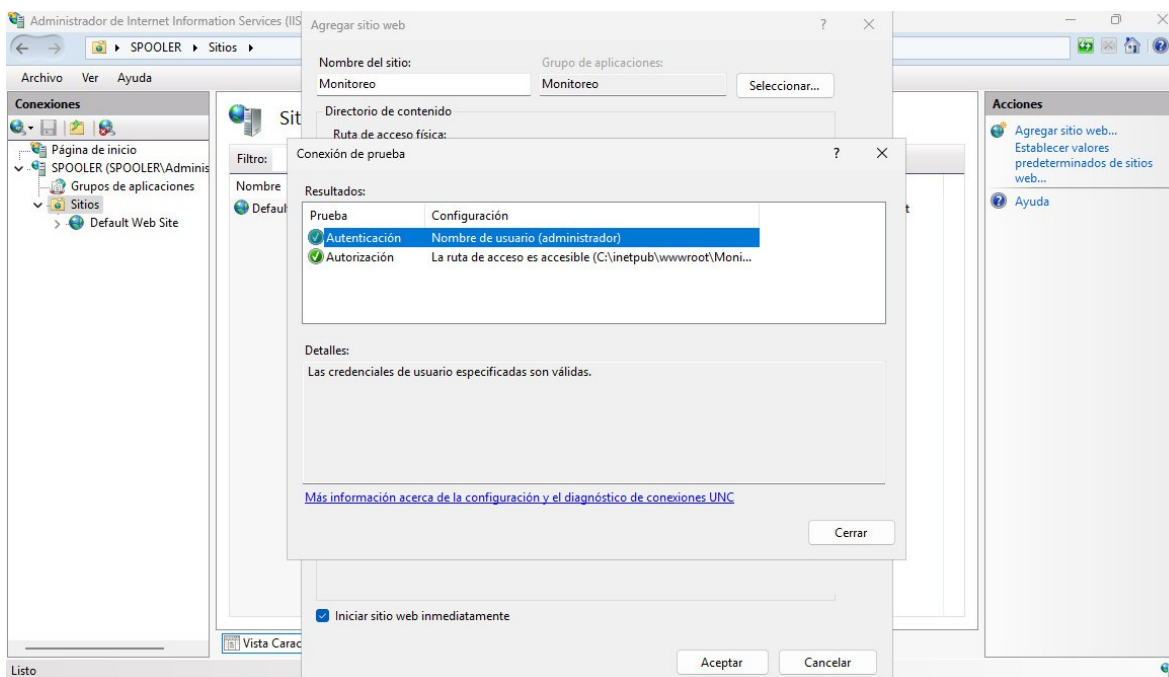 Administrador de Internet Information Services (IIS
SPOOLER Sitios
Archivo Ver Ayuda
Conexiones
Página de inicio
SPOOLER (SPOOLER\Adminis
Grupos de aplicaciones
Sitios
Default Web Site
Sit
Filtro:
Nombre
Default
Vista Carac
Listo
Agregar sitio web
Nombre del sitio:
Grupo de aplicaciones:
Monitoreo
Monitoreo
Seleccionar...
Directorio de contenido
Ruta de acceso física:
Conexión de prueba
Resultados:
Prueba Configuración
Autenticación Nombre de usuario (administrador)
Autorización La ruta de acceso es accesible (C:\inetpub\wwwroot\Moni...
Detalles:
Las credenciales de usuario especificadas son válidas.
Más información acerca de la configuración y el diagnóstico de conexiones UNC
Cerrar
Iniciar sitio web inmediatamente
Aceptar Cancelar
Acciones
Agregar sitio web...
Establecer valores
predeterminados de sitios
web...
Ayuda